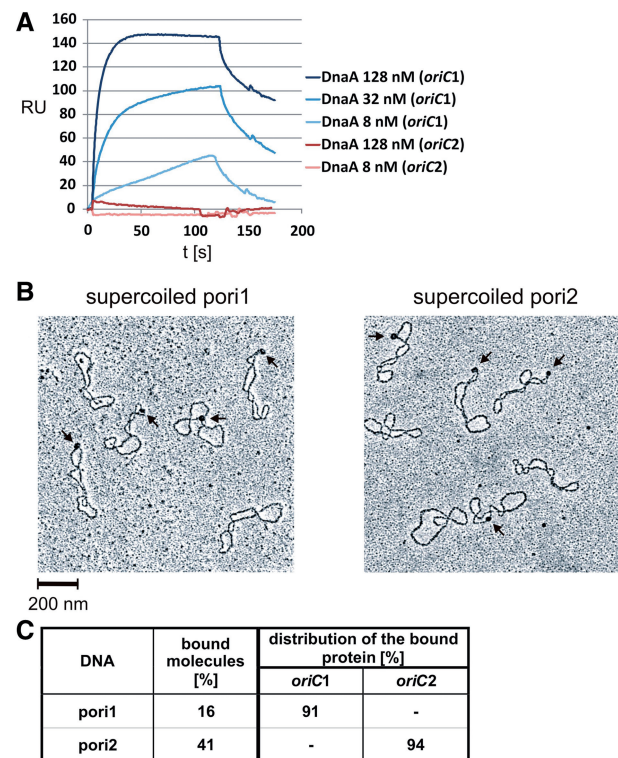 A
160
140
120
100
RU
80
60
40
20
0
0
50
100
150
200
t [s]
DnaA 128 nM (oriC1)
DnaA 32 nM (oriC1)
DnaA 8 nM (oriC1)
DnaA 128 nM (oriC2)
DnaA 8 nM (oriC2)
B
supercoiled pori1
supercoiled pori2
200 nm
C
DNA
bound molecules [%]
distribution of the bound protein [%]
oriC1
oriC2
pori1
16
91
-
pori2
41
-
94